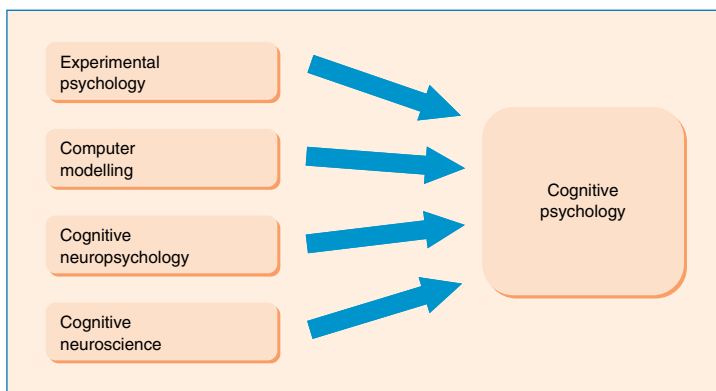 Experimental
psychology
Computer
modelling
Cognitive
neuropsychology
Cognitive
neuroscience
Cognitive
psychology